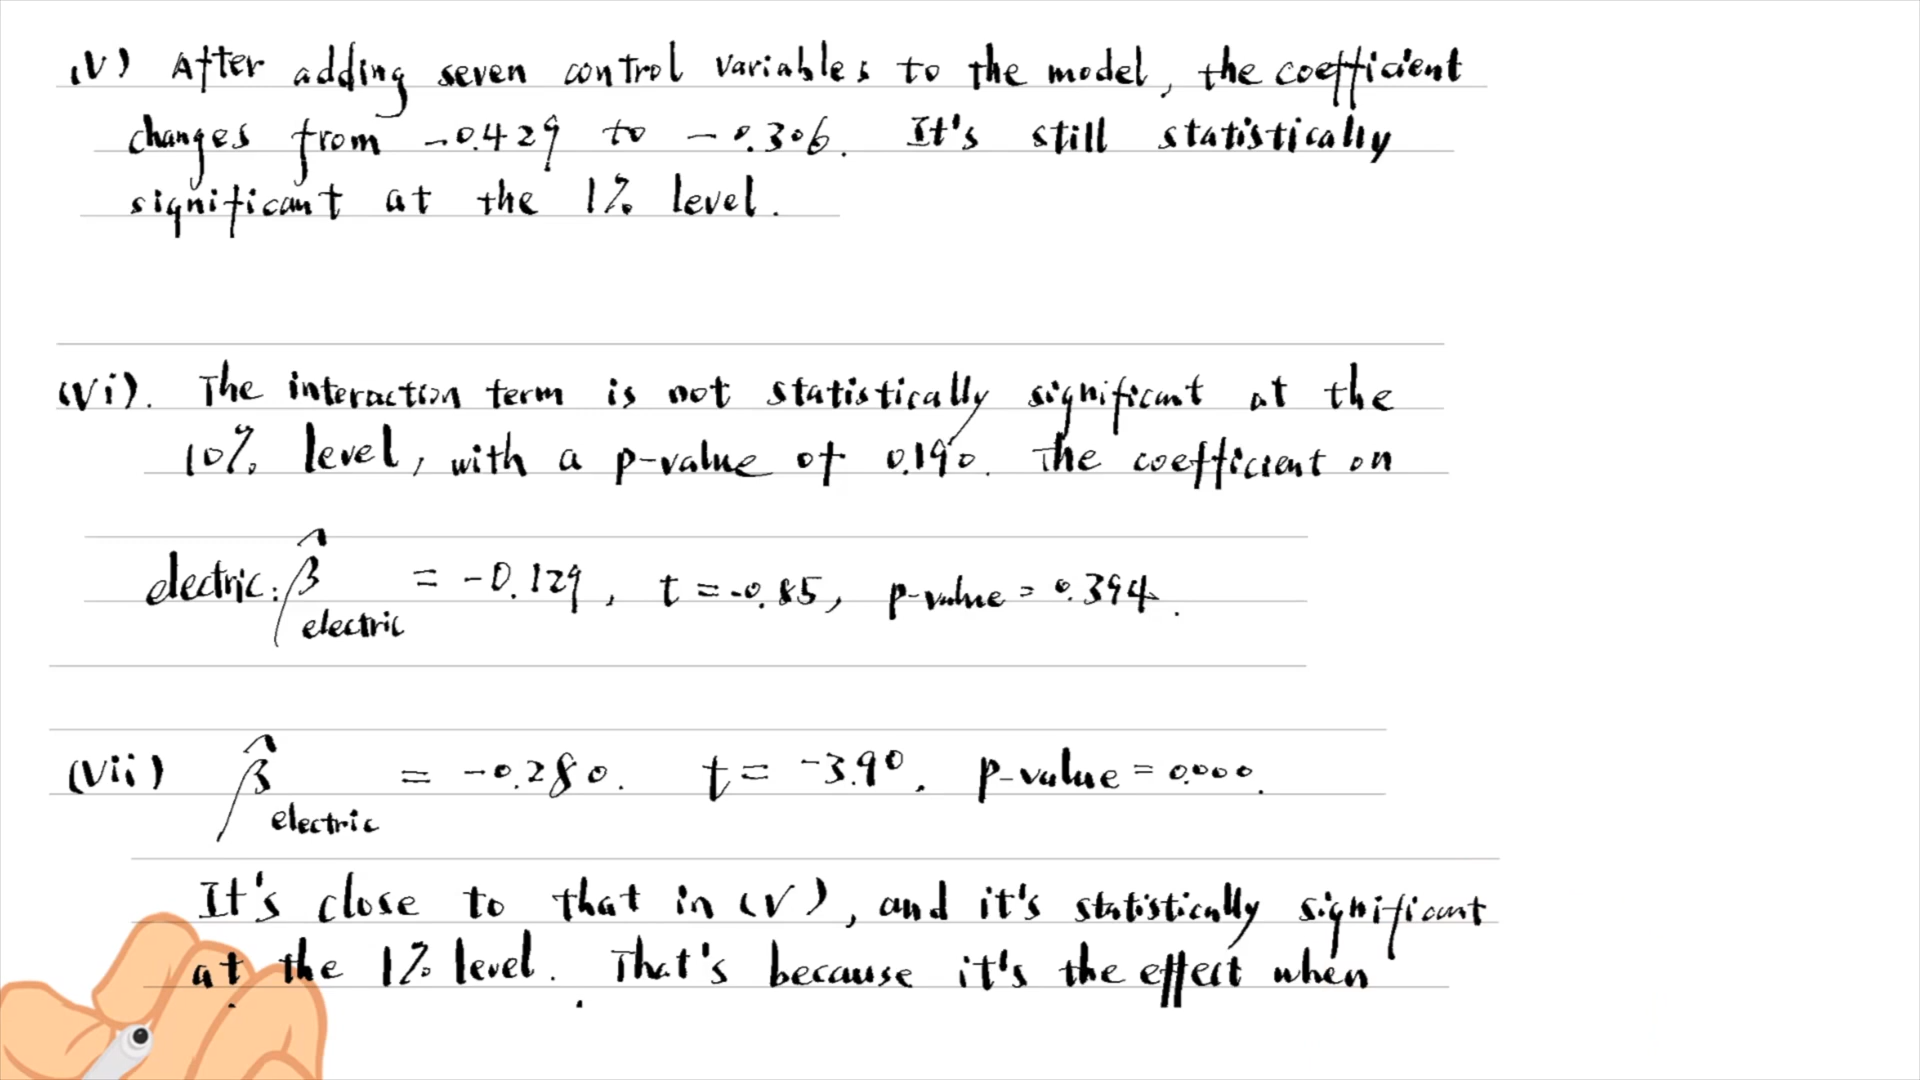 (V) After adding seven control variables to the model, the coefficient
changes from -0.429 to -0.306. It's still statistically
significant at the 1% level.
(Vi). The interaction term is not statistically significant at the
10% level, with a p-value of 0.190. The coefficient on
electric: β̂electric = -0.129, t = -0.85, p-value = 0.394.
(Vii) β̂electric = -0.280. t = -3.90. p-value = 0.000.
It's close to that in (V), and it's statistically significant
at the 1% level. That's because it's the effect when